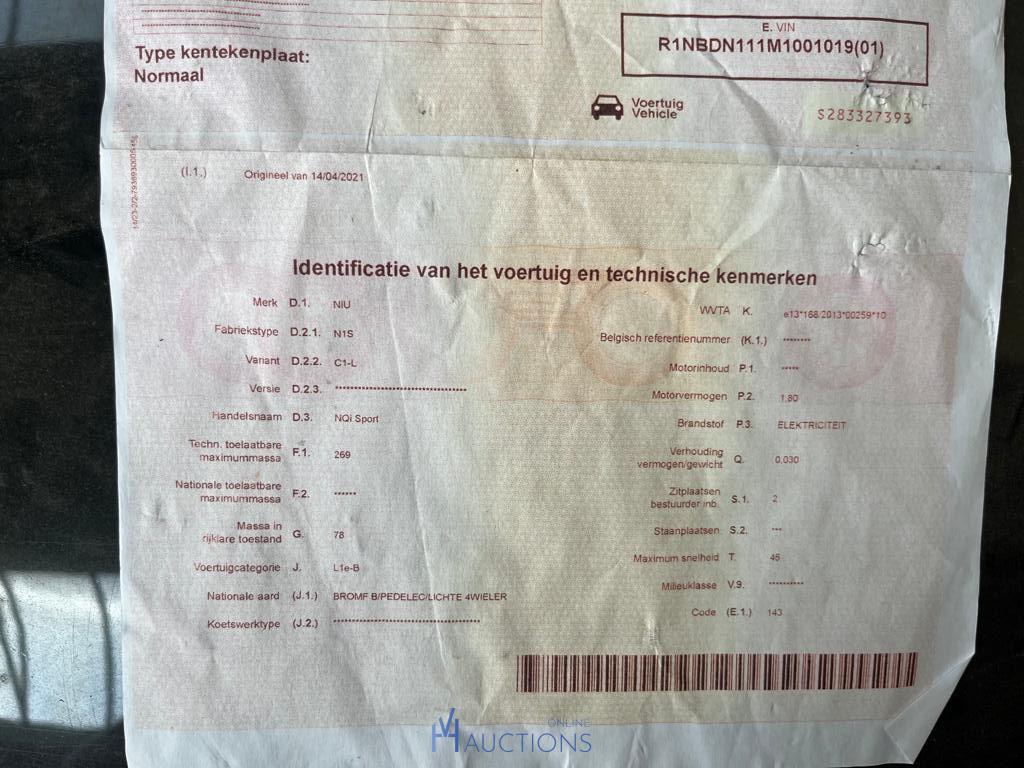 Type kentekenplaat:
Normaal
E. VIN
R1NBDN111M1001019(01)
Voertuig
Vehicle
S283327393
(I.1.) Origineel van 14/04/2021
Identificatie van het voertuig en technische kenmerken
Merk D.1. NIU
Fabriekstype D.2.1. N1S
Variant D.2.2. C1-L
Versie D.2.3. ****************************
Handelsnaam D.3. NQi Sport
Techn. toelaatbare
maximummassa F.1. 269
Nationale toelaatbare
maximummassa F.2. ******
Massa in
rijklare toestand G. 78
Voertuigcategorie J. L1e-B
Nationale aard (J.1.) BROMF B/PEDELEC/LICHTE 4WIELER
Koetswerktype (J.2.) ********************************
WVTA K. e13*168/2013*00259*10
Belgisch referentienummer (K.1.) ********
Motorinhoud P.1. *****
Motorvermogen P.2. 1,80
Brandstof P.3. ELEKTRICITEIT
Verhouding
vermogen/gewicht Q. 0,030
Zitplaatsen
bestuurder inb. S.1. 2
Staanplaatsen S.2. ***
Maximum snelheid T. 45
Milieuklasse V.9. **********
Code (E.1.) 143
VH ONLINE
AUCTIONS